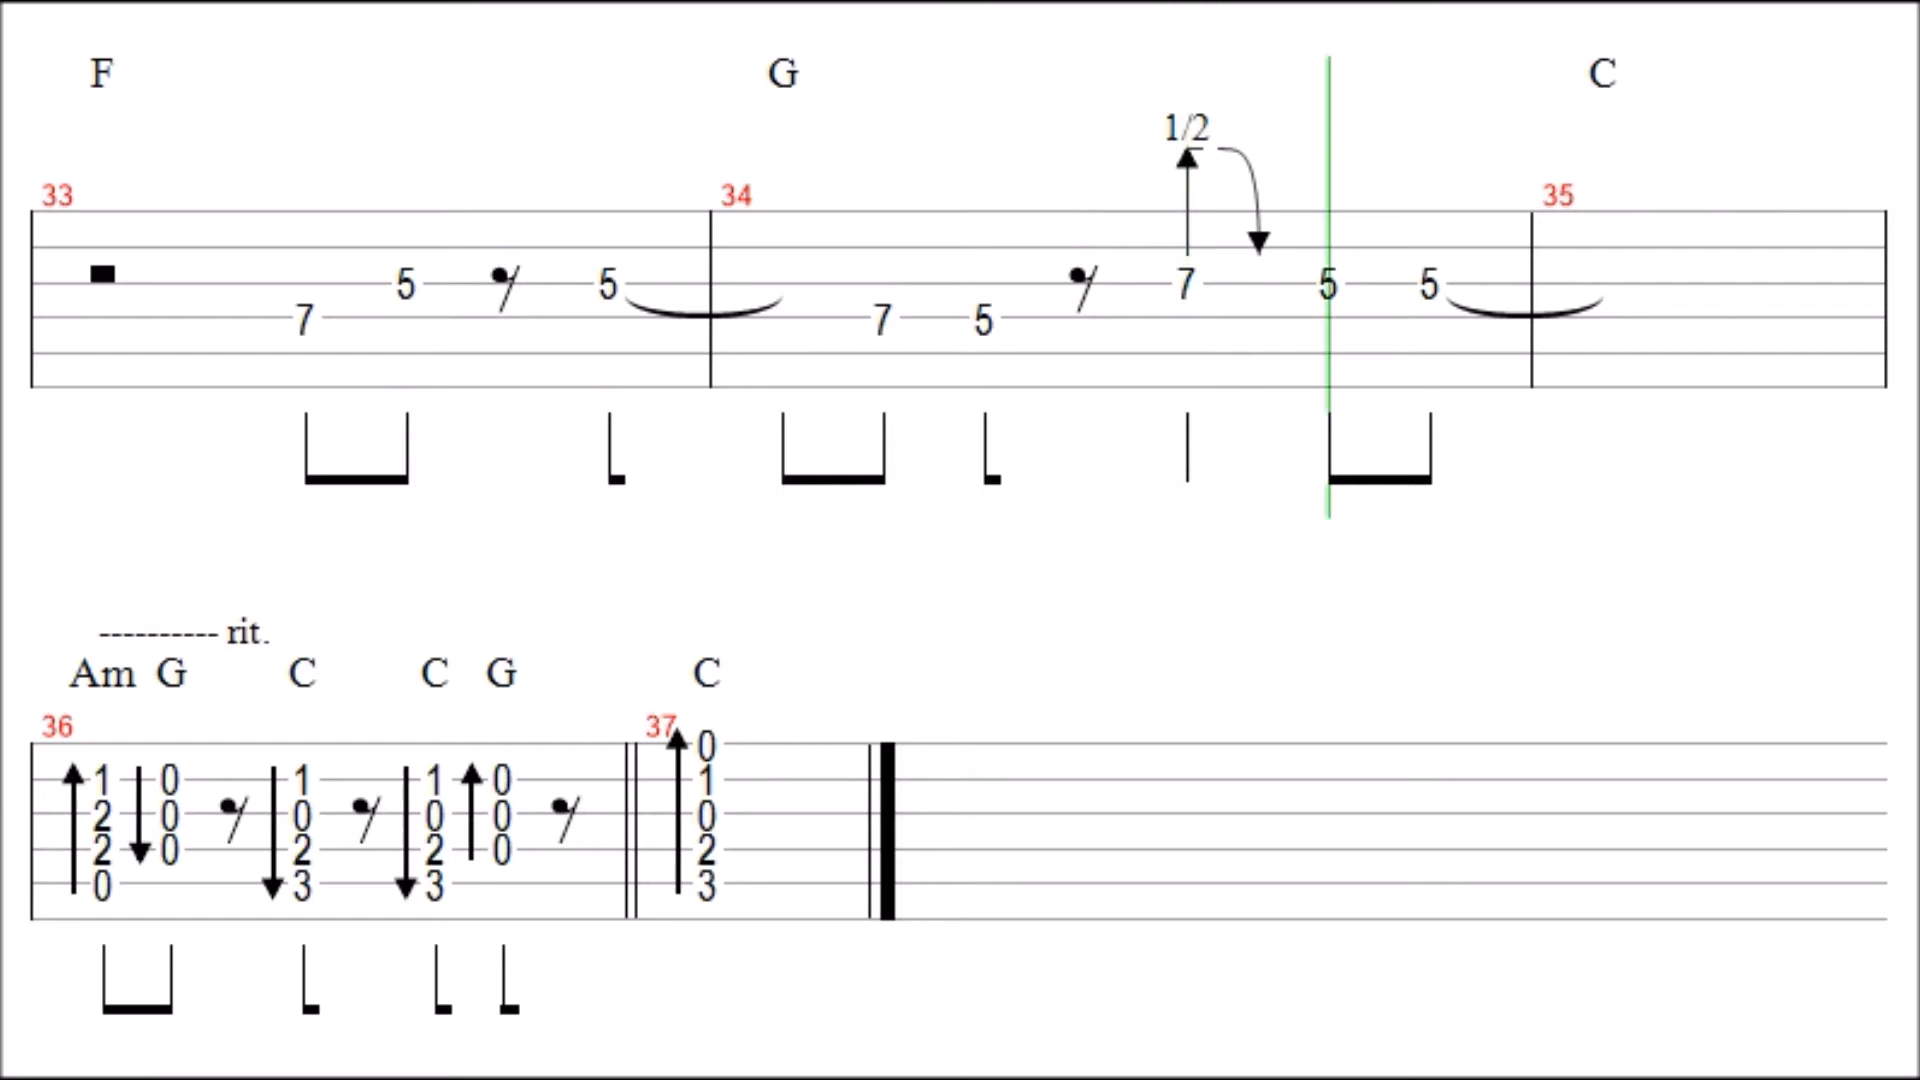 F G C
1/2
33 34 35
5 5 7 5 5
7 7 5
---------- rit.
Am G C C G C
36 37
0
1 0 1 1 0 1
2 0 0 0 0 0
2 0 2 2 0 2
0 3 3 3